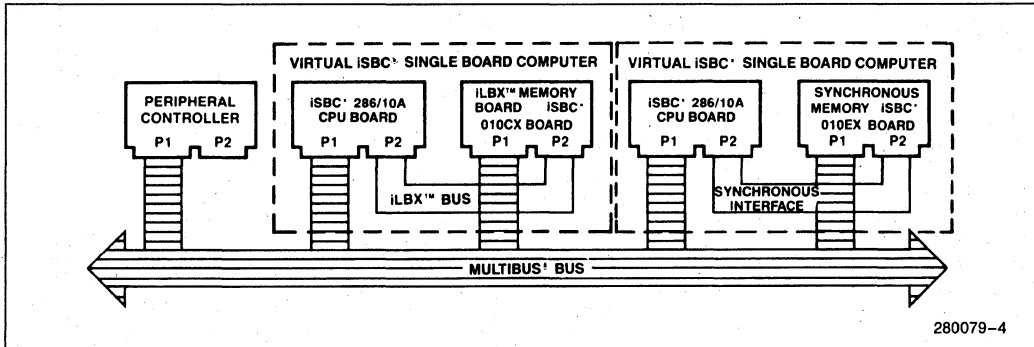 VIRTUAL iSBC® SINGLE BOARD COMPUTER
VIRTUAL iSBC® SINGLE BOARD COMPUTER
PERIPHERAL
CONTROLLER
P1 P2
iSBC® 286/10A
CPU BOARD
P1 P2
iLBX™ MEMORY
BOARD iSBC®
010CX BOARD
P1 P2
iSBC® 286/10A
CPU BOARD
P1 P2
SYNCHRONOUS
MEMORY iSBC®
010EX BOARD
P1 P2
iLBX™ BUS
SYNCHRONOUS
INTERFACE
MULTIBUS® BUS
280079–4